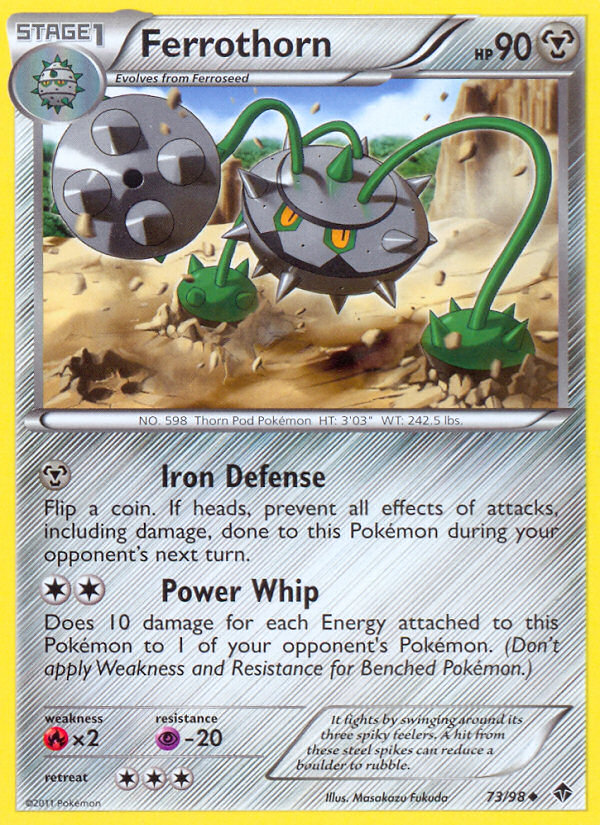 STAGE1
Ferrothorn
HP 90
Evolves from Ferroseed
NO. 598 Thorn Pod Pokémon HT: 3'03" WT: 242.5 lbs.
Iron Defense
Flip a coin. If heads, prevent all effects of attacks,
including damage, done to this Pokémon during your
opponent's next turn.
Power Whip
Does 10 damage for each Energy attached to this
Pokémon to 1 of your opponent's Pokémon. (Don't
apply Weakness and Resistance for Benched Pokémon.)
weakness
×2
resistance
-20
retreat
It fights by swinging around its
three spiky feelers. A hit from
these steel spikes can reduce a
boulder to rubble.
©2011 Pokémon
Illus. Masakazu Fukuda
73/98